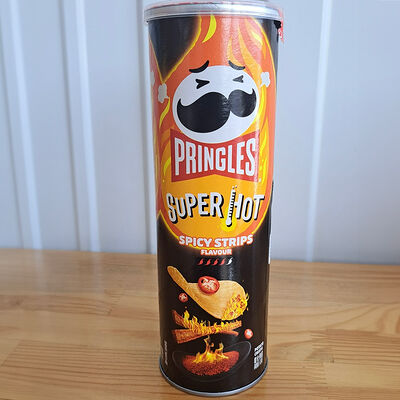 PRINGLES
SUPER HOT
SPICY STRIPS
FLAVOUR